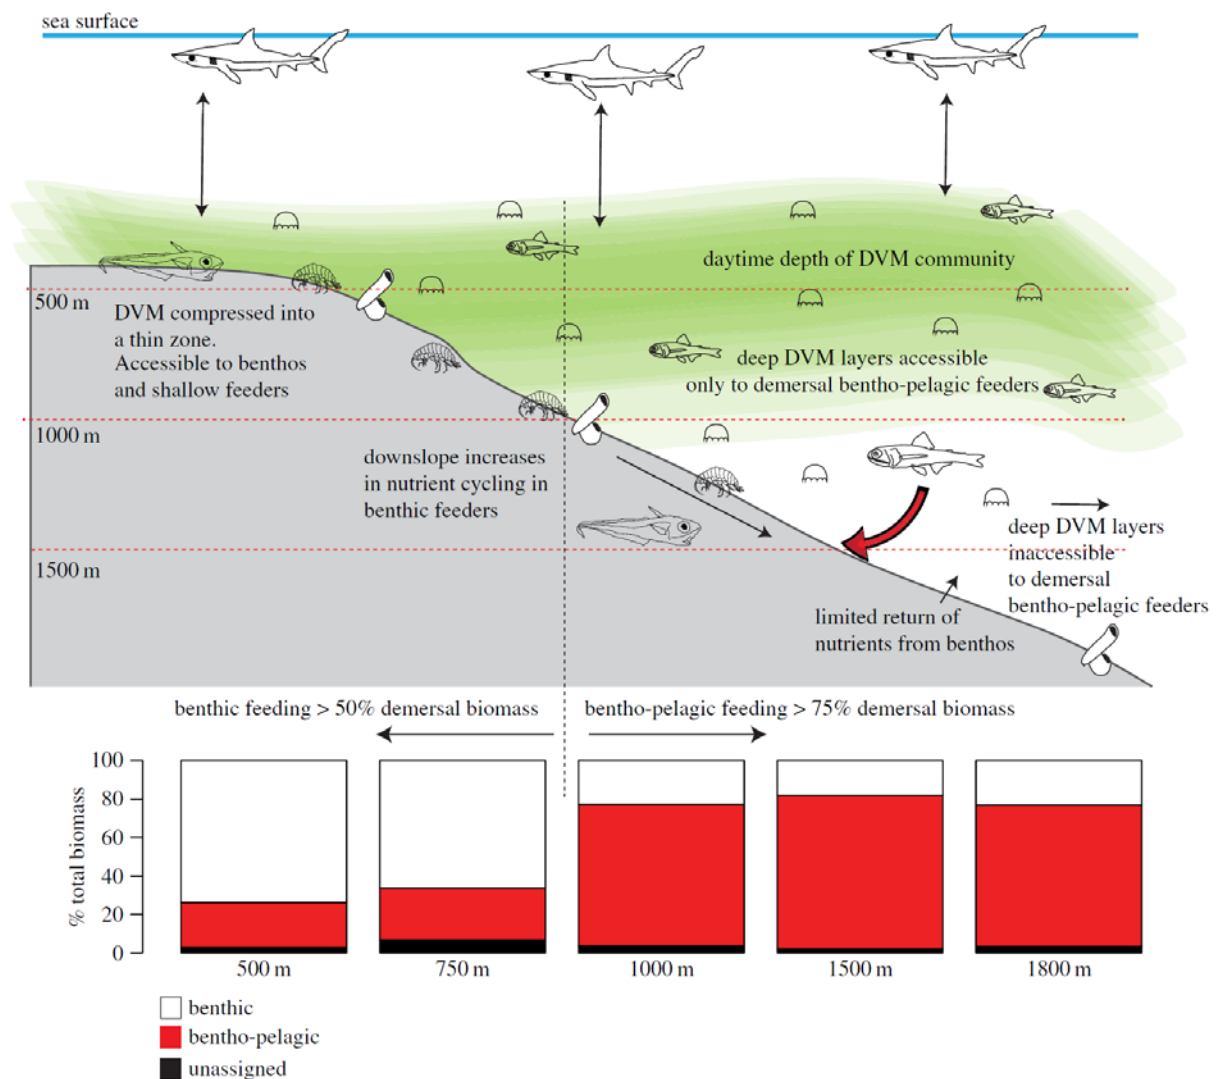 sea surface
daytime depth of DVM community
500 m
DVM compressed into
a thin zone.
Accessible to benthos
and shallow feeders
deep DVM layers accessible
only to demersal bentho-pelagic feeders
1000 m
downslope increases
in nutrient cycling in
benthic feeders
deep DVM layers
inaccessible
to demersal
bentho-pelagic feeders
1500 m
limited return of
nutrients from benthos
benthic feeding > 50% demersal biomass
bentho-pelagic feeding > 75% demersal biomass
% total biomass
100
80
60
40
20
0
500 m
750 m
1000 m
1500 m
1800 m
benthic
bentho-pelagic
unassigned